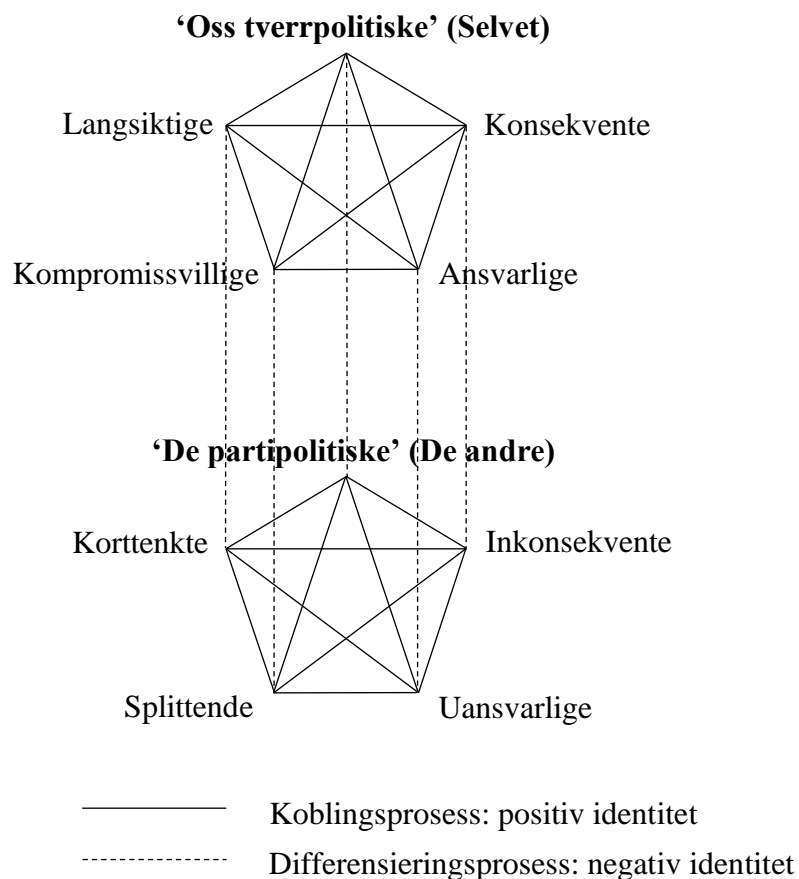 ‘Oss tverrpolitiske’ (Selvet)
Langsiktige
Konsekvente
Kompromissvillige
Ansvarlige
‘De partipolitiske’ (De andre)
Korttenkte
Inkonsekvente
Splittende
Uansvarlige
Koblingsprosess: positiv identitet
Differensieringsprosess: negativ identitet